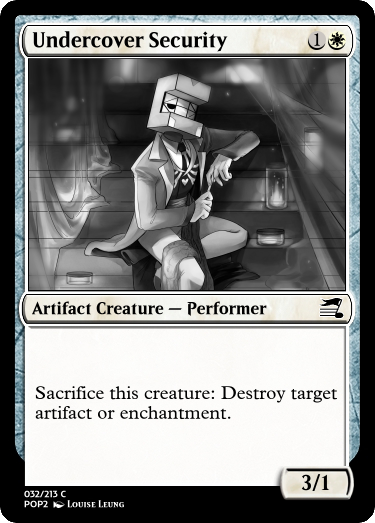 Undercover Security 1
Artifact Creature — Performer
Sacrifice this creature: Destroy target
artifact or enchantment.
3/1
032/213 C
POP2 Louise Leung